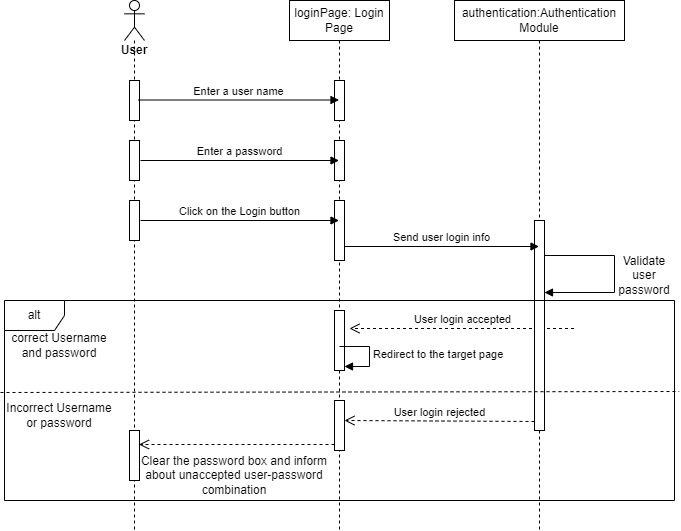 loginPage: Login
Page
authentication:Authentication
Module
User
Enter a user name
Enter a password
Click on the Login button
Send user login info
Validate
user
password
alt
correct Username
and password
User login accepted
Redirect to the target page
Incorrect Username
or password
User login rejected
Clear the password box and inform
about unaccepted user-password
combination